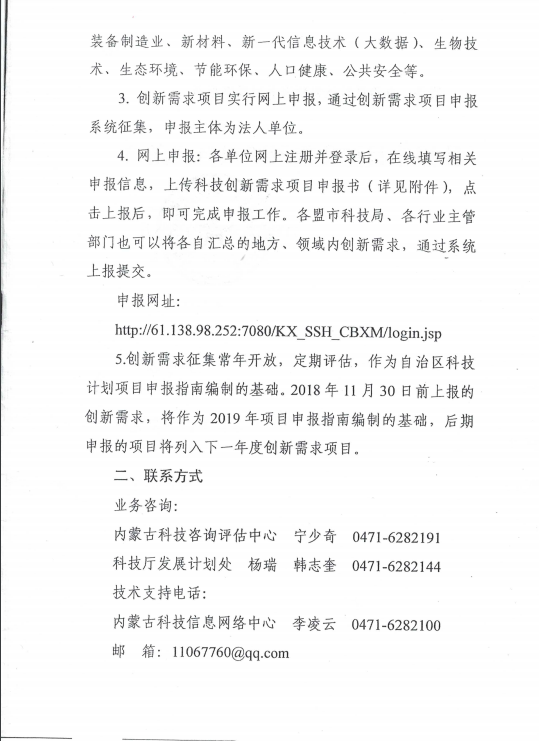 装备制造业、新材料、新一代信息技术（大数据）、生物技
术、生态环境、节能环保、人口健康、公共安全等。
3. 创新需求项目实行网上申报，通过创新需求项目申报
系统征集，申报主体为法人单位。
4. 网上申报：各单位网上注册并登录后，在线填写相关
申报信息，上传科技创新需求项目申报书（详见附件），点
击上报后，即可完成申报工作。各盟市科技局、各行业主管
部门也可以将各自汇总的地方、领域内创新需求，通过系统
上报提交。
申报网址：
http://61.138.98.252:7080/KX_SSH_CBXM/login.jsp
5.创新需求征集常年开放，定期评估，作为自治区科技
计划项目申报指南编制的基础。2018 年 11 月 30 日前上报的
创新需求，将作为 2019 年项目申报指南编制的基础，后期
申报的项目将列入下一年度创新需求项目。
二、联系方式
业务咨询：
内蒙古科技咨询评估中心 宁少奇 0471-6282191
科技厅发展计划处 杨瑞 韩志奎 0471-6282144
技术支持电话：
内蒙古科技信息网络中心 李凌云 0471-6282100
邮 箱：11067760@qq.com